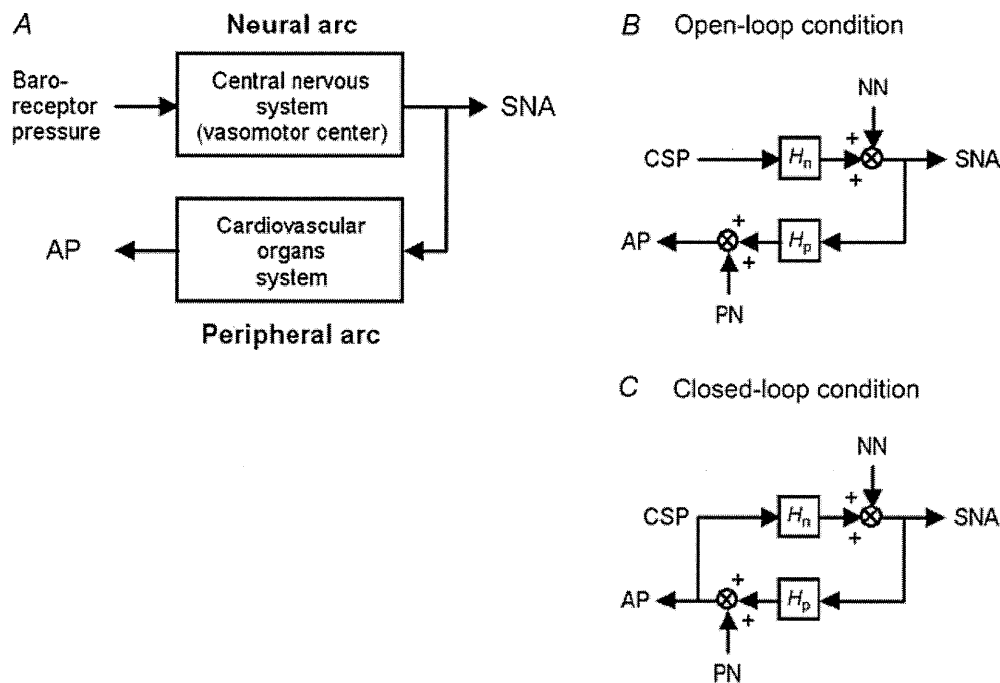 A
Neural arc
Baro-
receptor
pressure
Central nervous
system
(vasomotor center)
SNA
AP
Cardiovascular
organs
system
Peripheral arc
B Open-loop condition
NN
CSP
Hn
+
+
SNA
AP
+
+
Hp
PN
C Closed-loop condition
NN
CSP
Hn
+
+
SNA
AP
+
+
Hp
PN